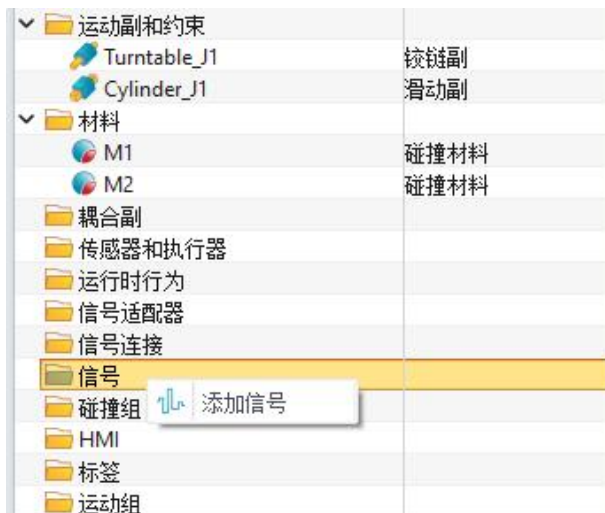 运动副和约束
Turntable_J1 铰链副
Cylinder_J1 滑动副
材料
M1 碰撞材料
M2 碰撞材料
耦合副
传感器和执行器
运行时行为
信号适配器
信号连接
信号
碰撞组 添加信号
HMI
标签
运动组